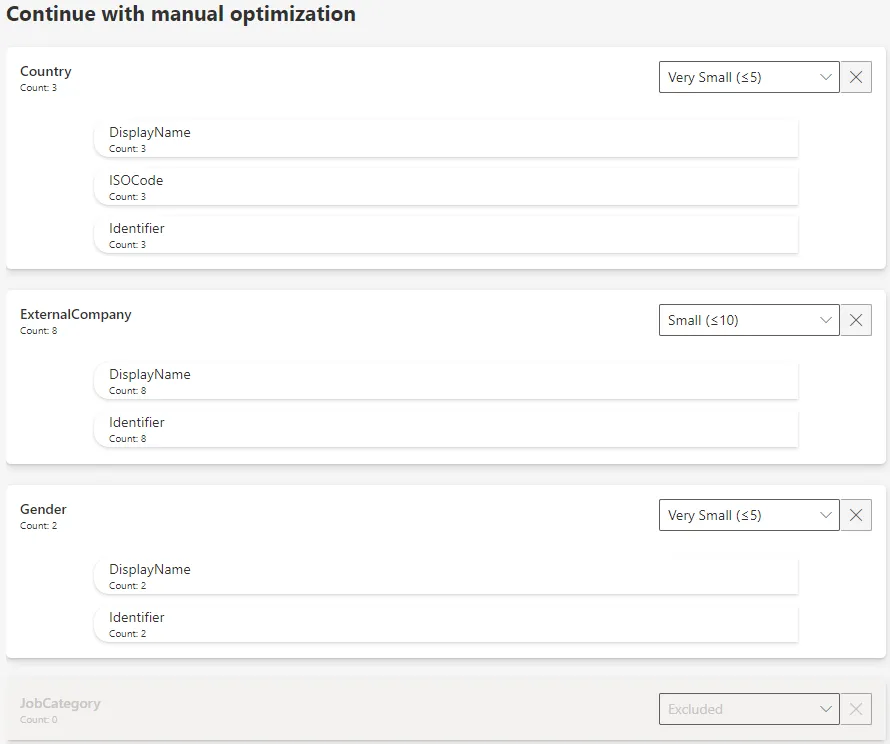 Continue with manual optimization
Country
Count: 3
Very Small (≤5)
DisplayName
Count: 3
ISOCode
Count: 3
Identifier
Count: 3
ExternalCompany
Count: 8
Small (≤10)
DisplayName
Count: 8
Identifier
Count: 8
Gender
Count: 2
Very Small (≤5)
DisplayName
Count: 2
Identifier
Count: 2
JobCategory
Count: 0
Excluded